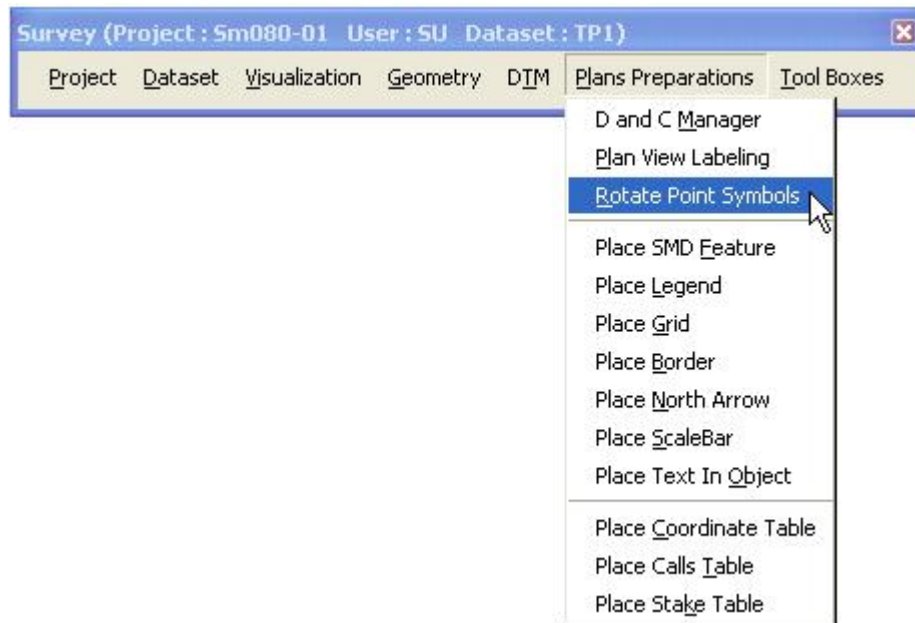 Survey (Project : Sm080-01 User : SU Dataset : TP1)
Project Dataset Visualization Geometry DTM Plans Preparations Tool Boxes
D and C Manager
Plan View Labeling
Rotate Point Symbols
Place SMD Feature
Place Legend
Place Grid
Place Border
Place North Arrow
Place ScaleBar
Place Text In Object
Place Coordinate Table
Place Calls Table
Place Stake Table